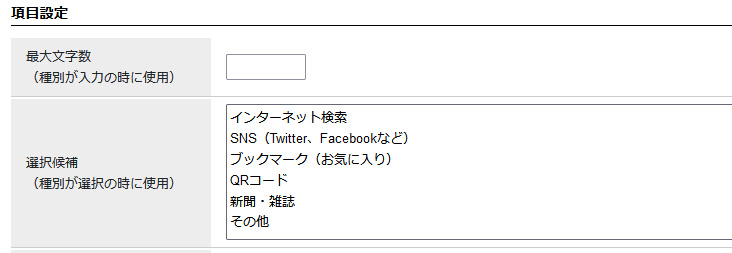 項目設定
最大文字数
（種別が入力の時に使用）
選択候補
（種別が選択の時に使用）
インターネット検索
SNS（Twitter、Facebookなど）
ブックマーク（お気に入り）
QRコード
新聞・雑誌
その他